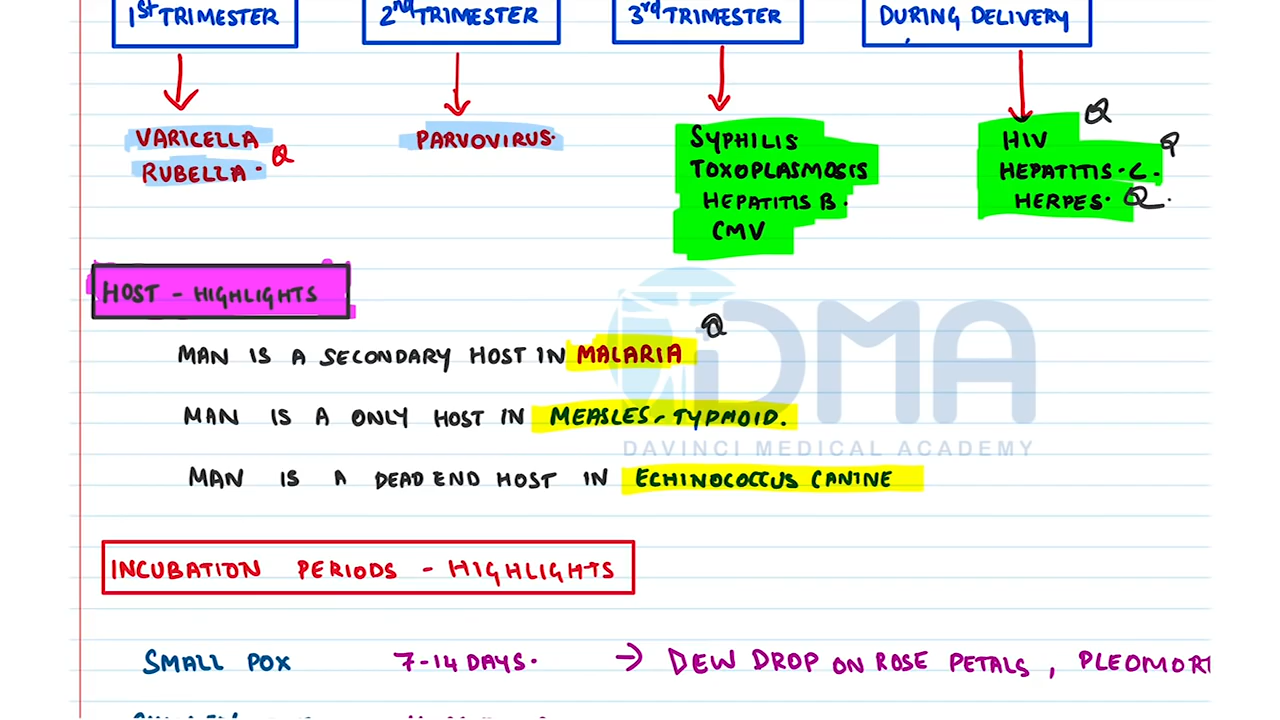 1ST TRIMESTER 2nd TRIMESTER 3rd TRIMESTER DURING DELIVERY
VARICELLA PARVOVIRUS. SYPHILIS HIV Q
RUBELLA. Q TOXOPLASMOSIS HEPATITIS. C.
HEPATITIS B. HERPES. Q.
CMV
HOST - HIGHLIGHTS
MAN IS A SECONDARY HOST IN MALARIA Q
MAN IS A ONLY HOST IN MEASLES, TYPHOID.
MAN IS A DEAD END HOST IN ECHINOCOCCUS CANINE
DMA
DAVINCI MEDICAL ACADEMY
INCUBATION PERIODS - HIGHLIGHTS
SMALL POX 7-14 DAYS. → DEW DROP ON ROSE PETALS, PLEOMOR